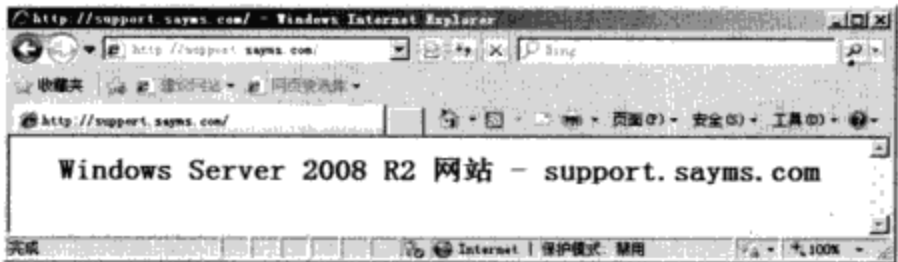 http://support.sayms.com/ - Windows Internet Explorer
http://support.sayms.com/
Bing
收藏夹 建议网站 网页快讯库
http://support.sayms.com/
页面(P) 安全(S) 工具(O)
Windows Server 2008 R2 网站 - support.sayms.com
完成 Internet | 保护模式: 禁用 100%